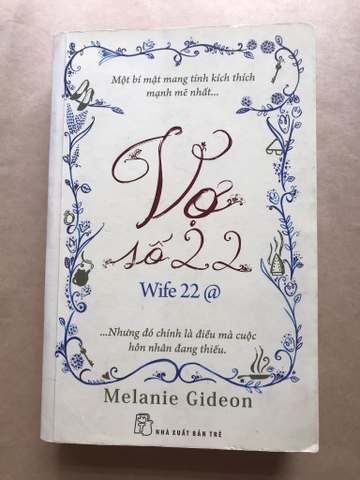 Một bí mật mang tính kích thích
mạnh mẽ nhất...
Vợ
số 22
Wife 22 @
...Nhưng đó chính là điều mà cuộc
hôn nhân đang thiếu.
Melanie Gideon
NHÀ XUẤT BẢN TRẺ